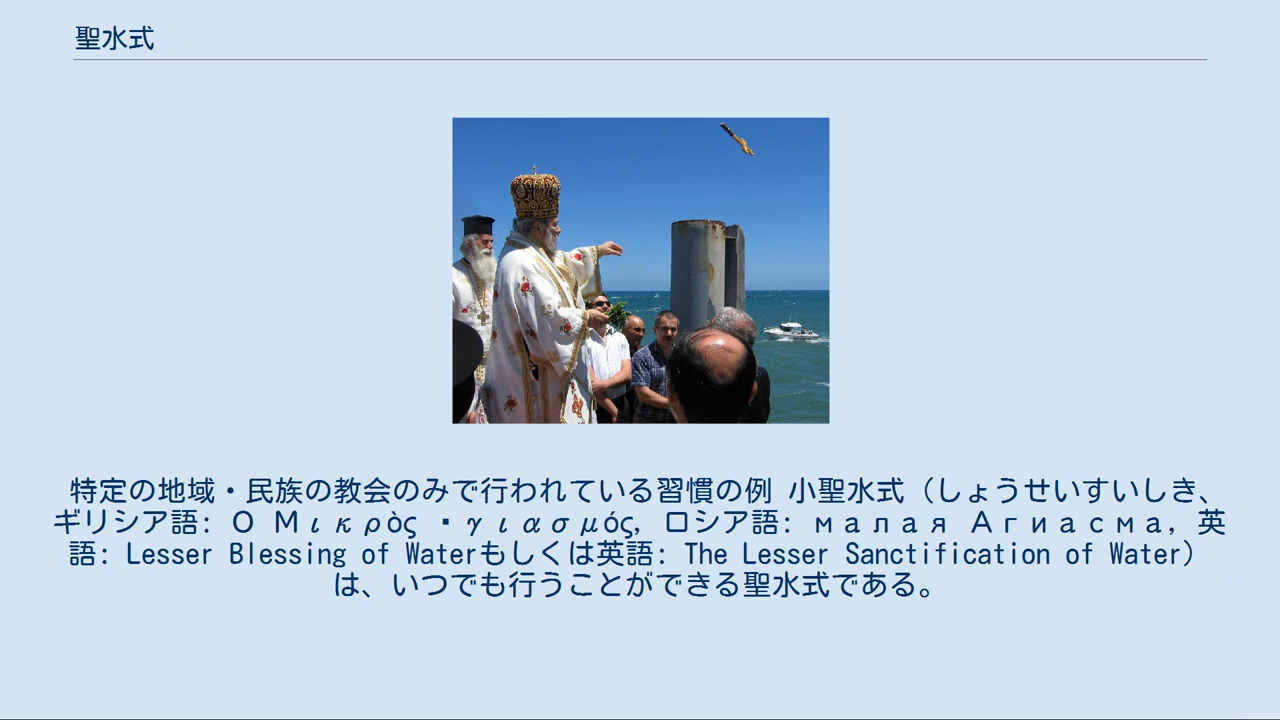 聖水式
特定の地域・民族の教会のみで行われている習慣の例 小聖水式（しょうせいすいしき、
ギリシア語: Ο Μικρὸς ▪γιασμός, ロシア語: малая Агиасма, 英
語: Lesser Blessing of Waterもしくは英語: The Lesser Sanctification of Water）
は、いつでも行うことができる聖水式である。